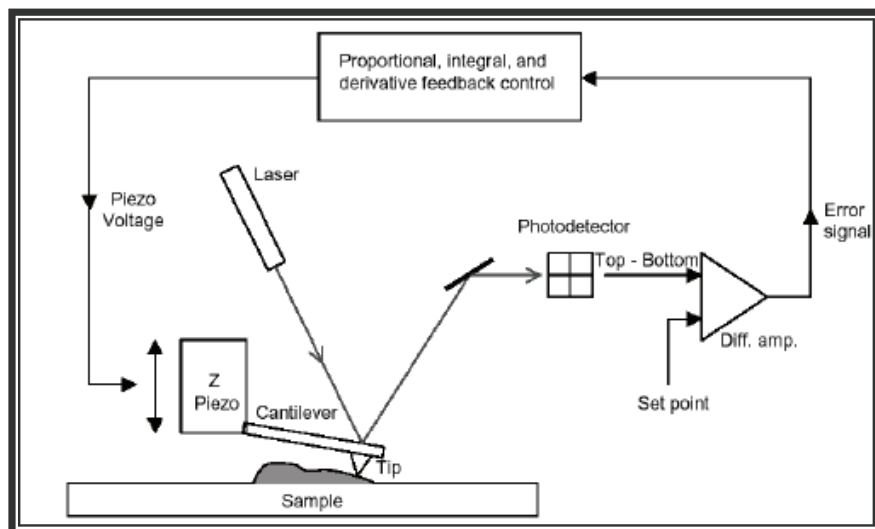 Proportional, integral, and
derivative feedback control
Laser
Piezo
Voltage
Photodetector
Error
signal
Top - Bottom
Diff. amp.
Z
Piezo
Cantilever
Set point
Tip
Sample